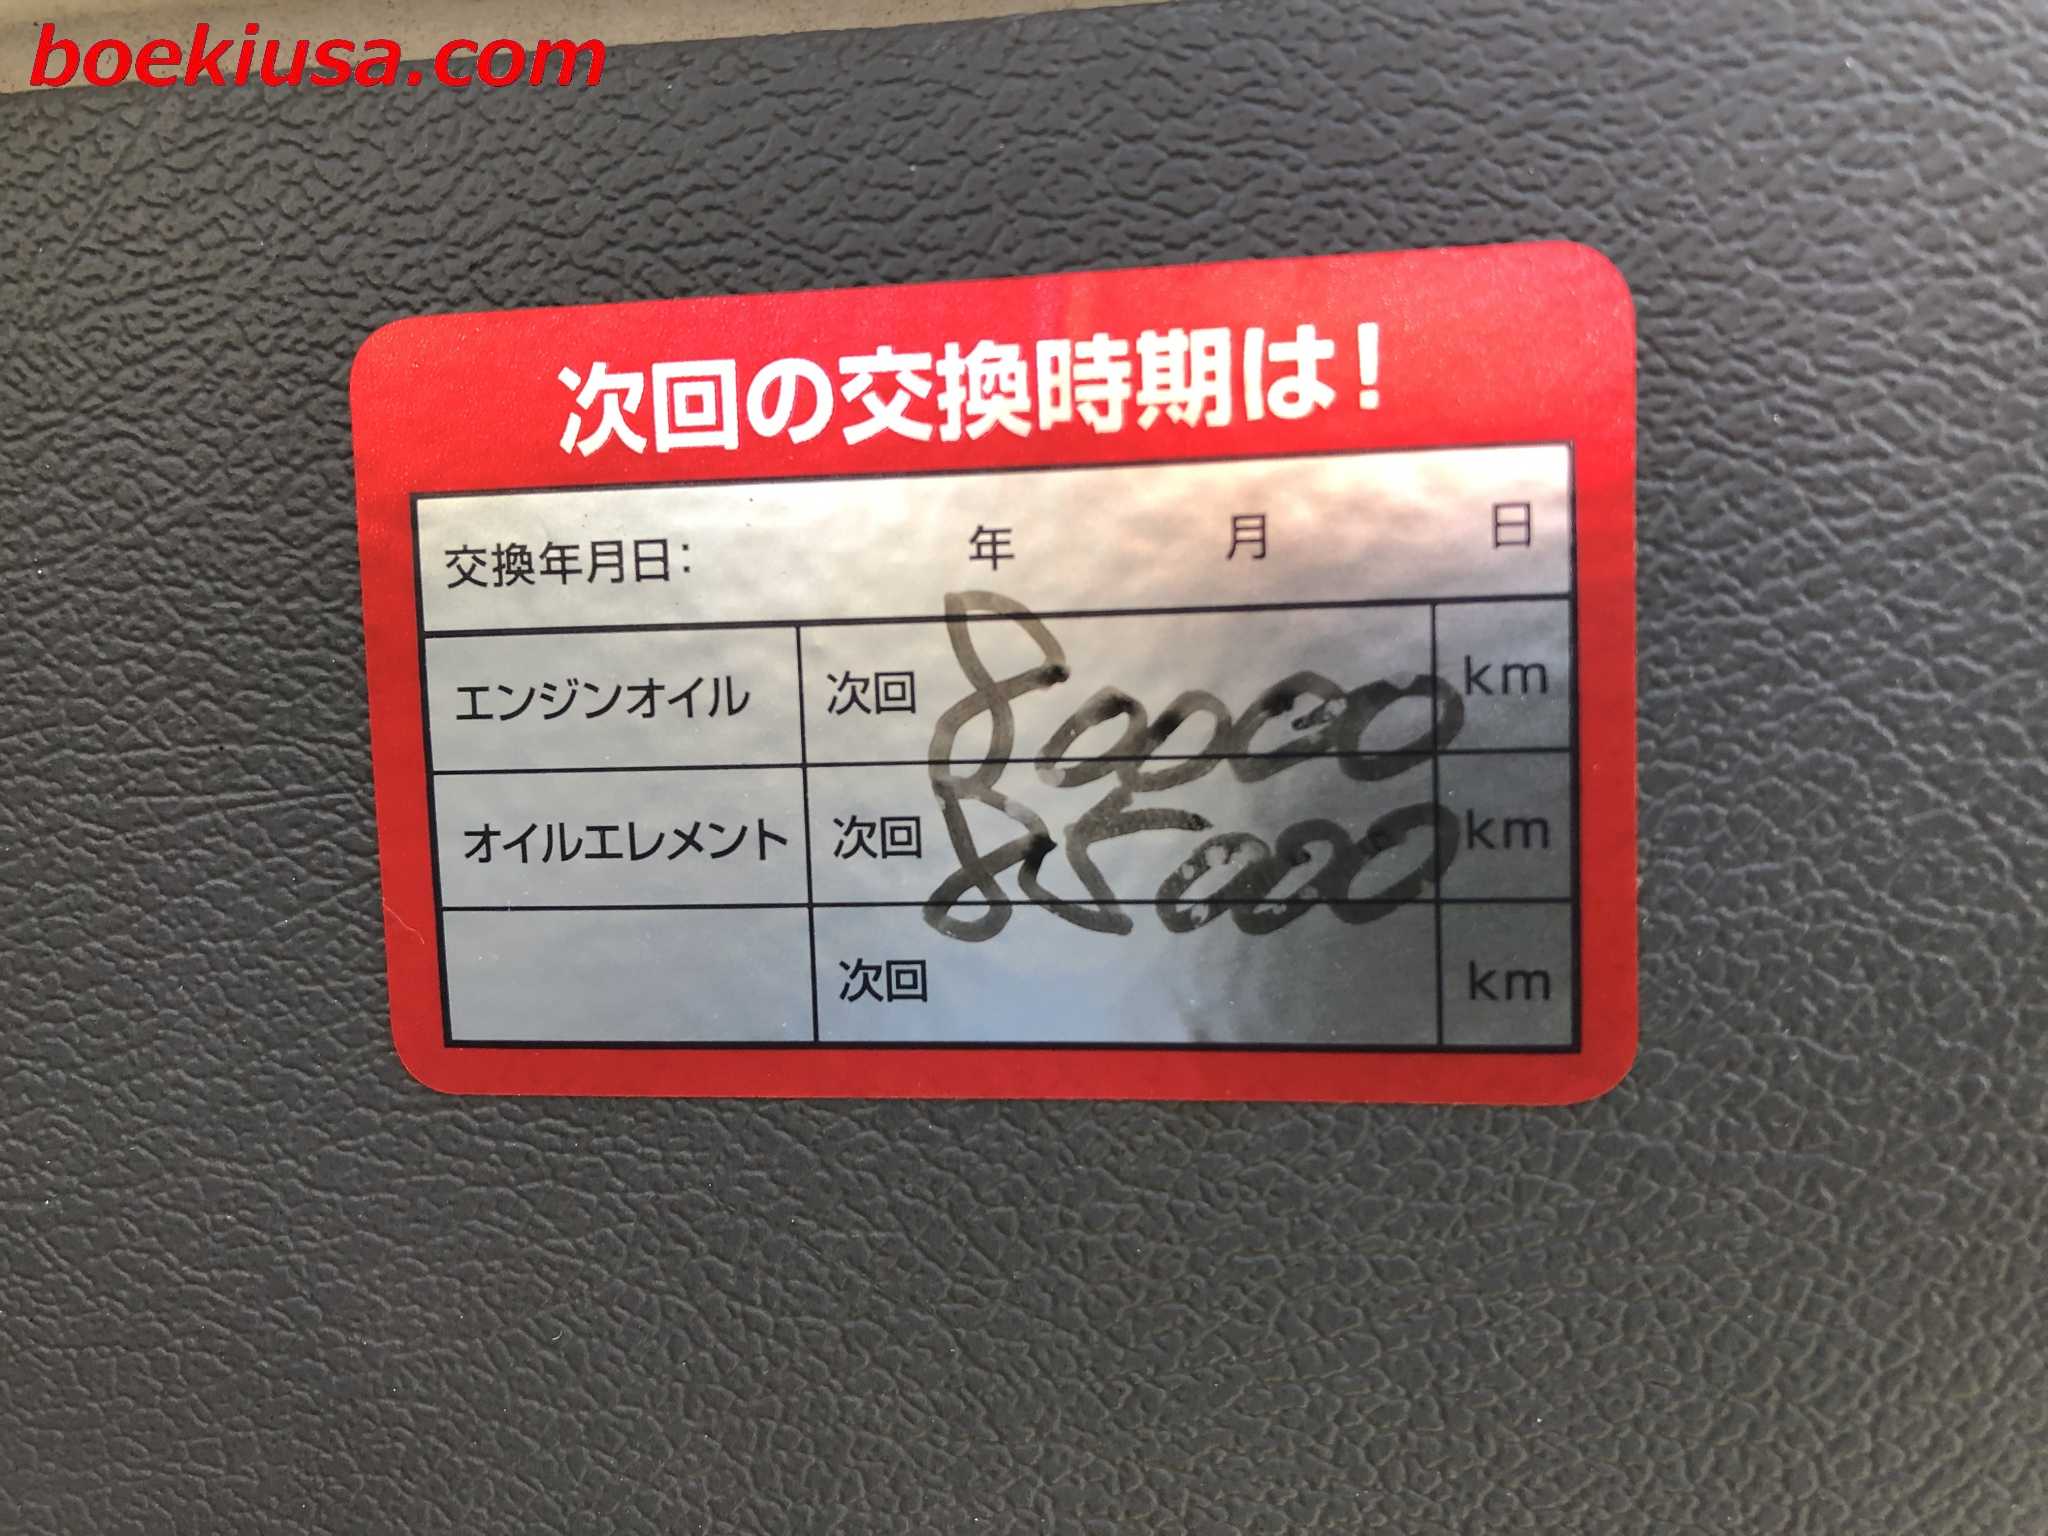 boekiusa.com
次回の交換時期は!
交換年月日: 年 月 日
エンジンオイル 次回 80000 km
オイルエレメント 次回 85000 km
次回 km